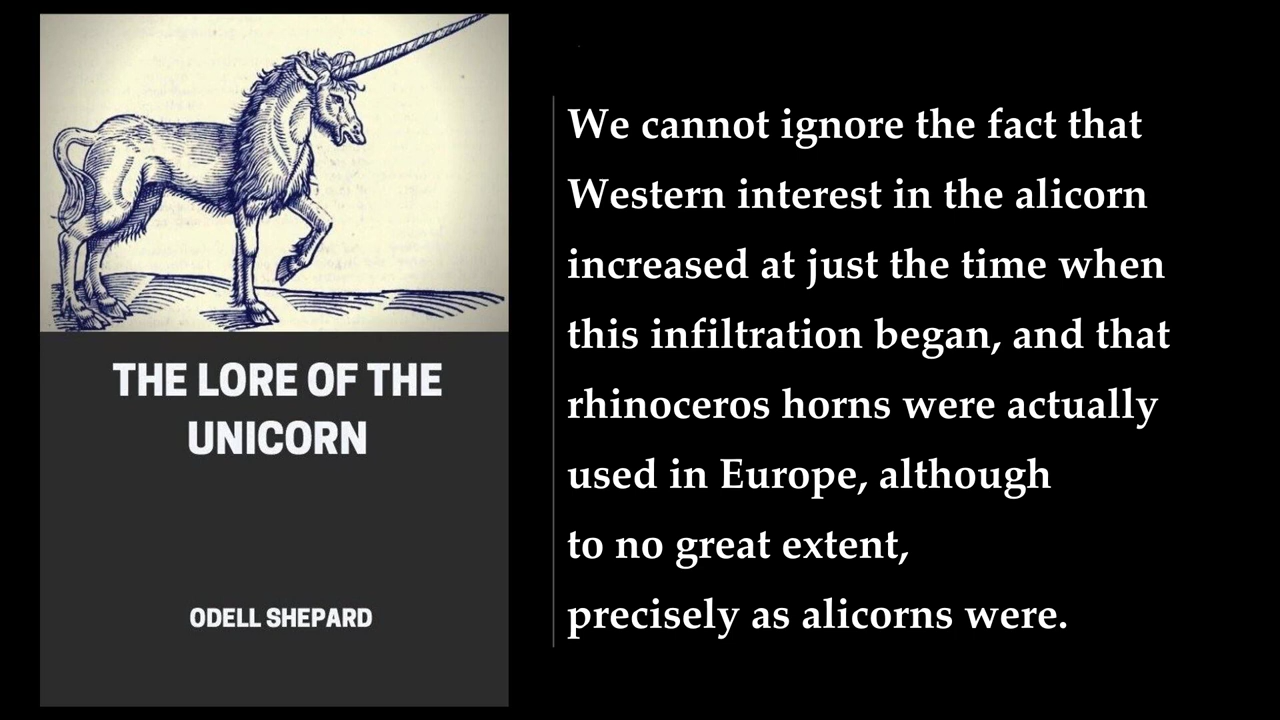 THE LORE OF THE
UNICORN
ODELL SHEPARD
We cannot ignore the fact that
Western interest in the alicorn
increased at just the time when
this infiltration began, and that
rhinoceros horns were actually
used in Europe, although
to no great extent,
precisely as alicorns were.